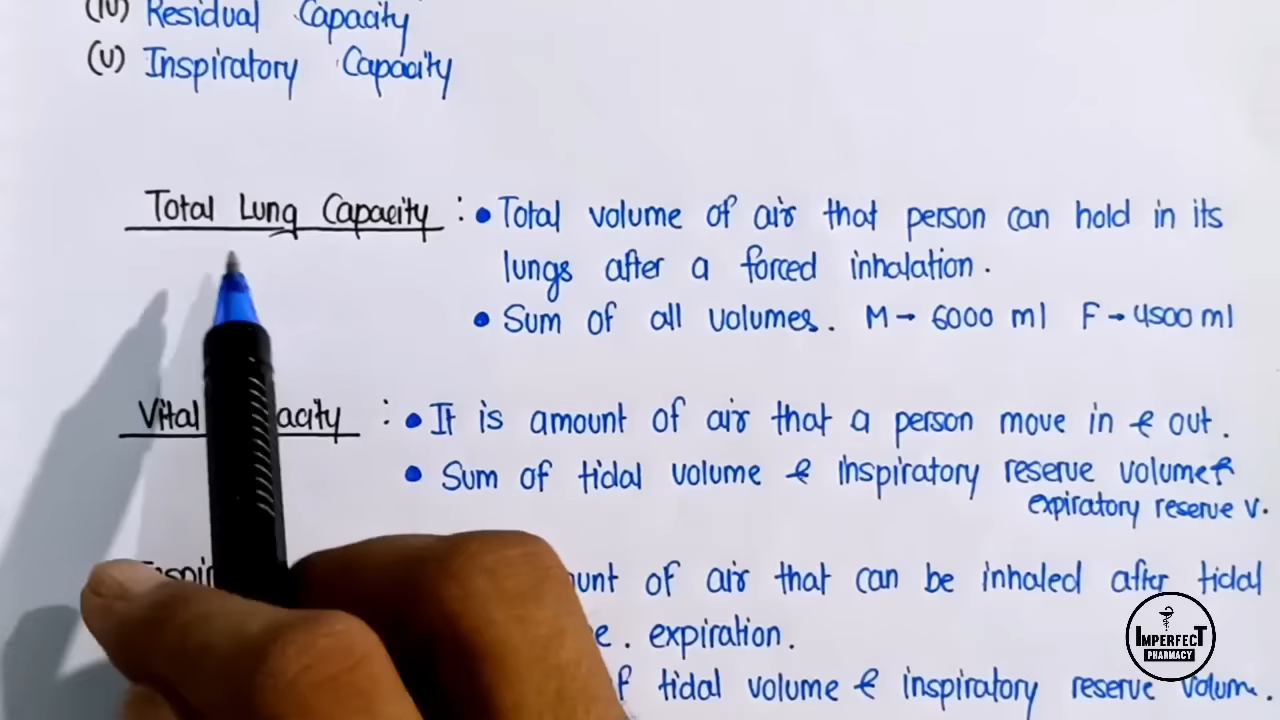 (iv) Residual Capacity
(v) Inspiratory Capacity
Total Lung Capacity : • Total volume of air that person can hold in its
lungs after a forced inhalation.
• Sum of all volumes. M → 6000 ml F → 4500 ml
Vital acity : • It is amount of air that a person move in & out.
• Sum of tidal volume & inspiratory reserve volume &
expiratory reserve v.
unt of air that can be inhaled after tidal
e. expiration.
f tidal volume & inspiratory reserve volume.
IMPERFECT
PHARMACY